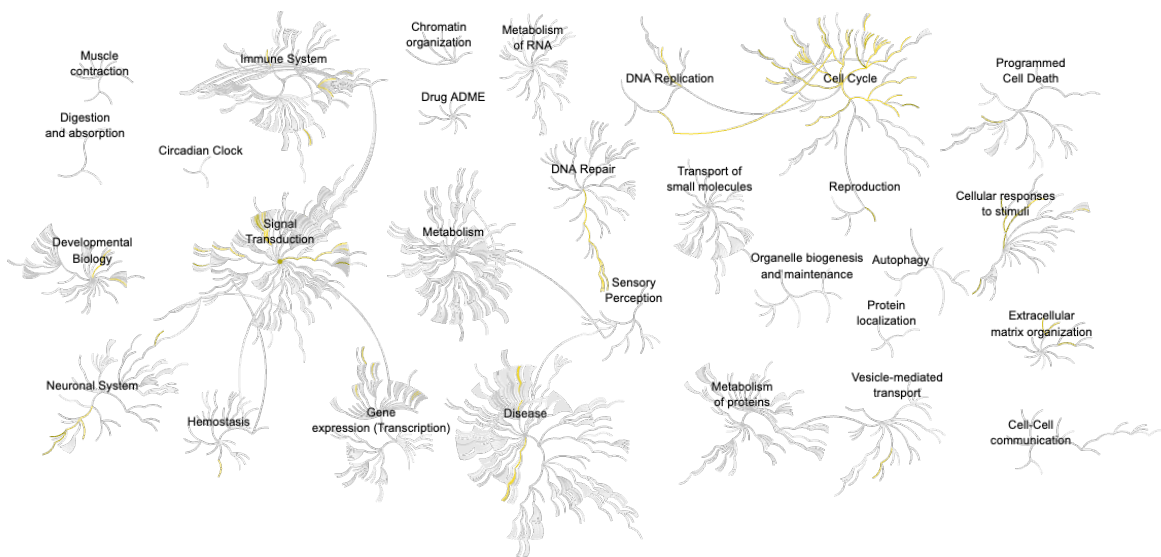 Muscle
contraction
Immune System
Chromatin
organization
Metabolism
of RNA
DNA Replication
Cell Cycle
Programmed
Cell Death
Digestion
and absorption
Drug ADME
Circadian Clock
DNA Repair
Transport of
small molecules
Reproduction
Cellular responses
to stimuli
Developmental
Biology
Signal
Transduction
Metabolism
Sensory
Perception
Organelle biogenesis
and maintenance
Autophagy
Protein
localization
Extracellular
matrix organization
Neuronal System
Hemostasis
Gene
expression (Transcription)
Disease
Metabolism
of proteins
Vesicle-mediated
transport
Cell-Cell
communication